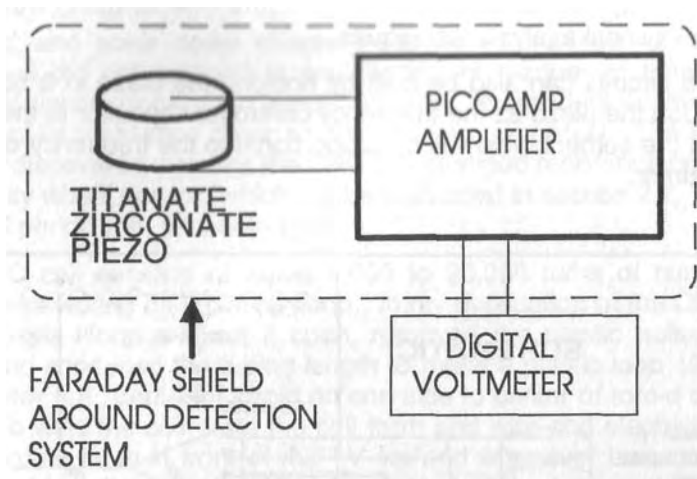 PICOAMP
AMPLIFIER
TITANATE
ZIRCONATE
PIEZO
DIGITAL
VOLTMETER
FARADAY SHIELD
AROUND DETECTION
SYSTEM